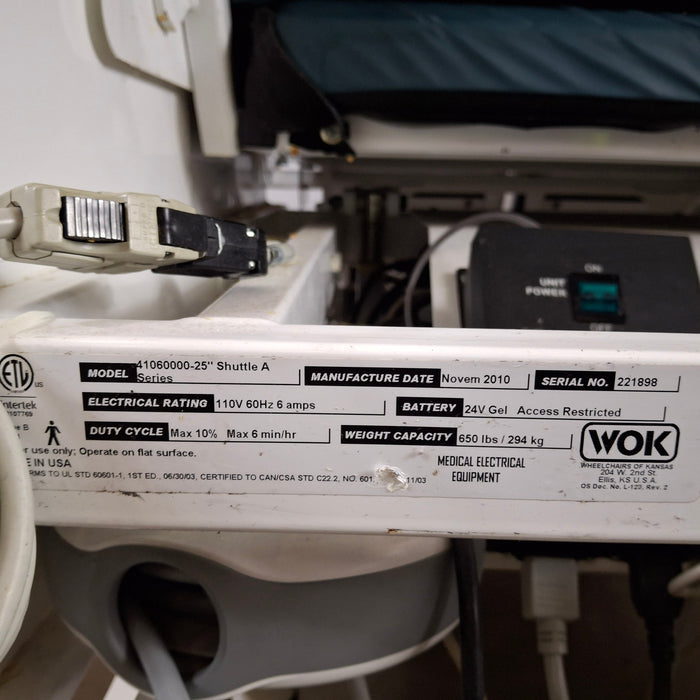 ON
UNIT
POWER
OFF
ETL US
Intertek
MODEL 41060000-25" Shuttle A
Series
MANUFACTURE DATE Novem 2010
SERIAL NO. 221898
ELECTRICAL RATING 110V 60Hz 6 amps
BATTERY 24V Gel Access Restricted
DUTY CYCLE Max 10% Max 6 min/hr
WEIGHT CAPACITY 650 lbs / 294 kg
WOK
WHEELCHAIRS OF KANSAS
204 W. 2nd St.
Ellis, KS U.S.A.
OS Dec. No. L-120, Rev. 2
MEDICAL ELECTRICAL
EQUIPMENT
B
use only; Operate on flat surface.
IN USA
TO UL STD 60601-1, 1ST ED., 06/30/03, CERTIFIED TO CAN/CSA STD C22.2, NO. 601. 11/03